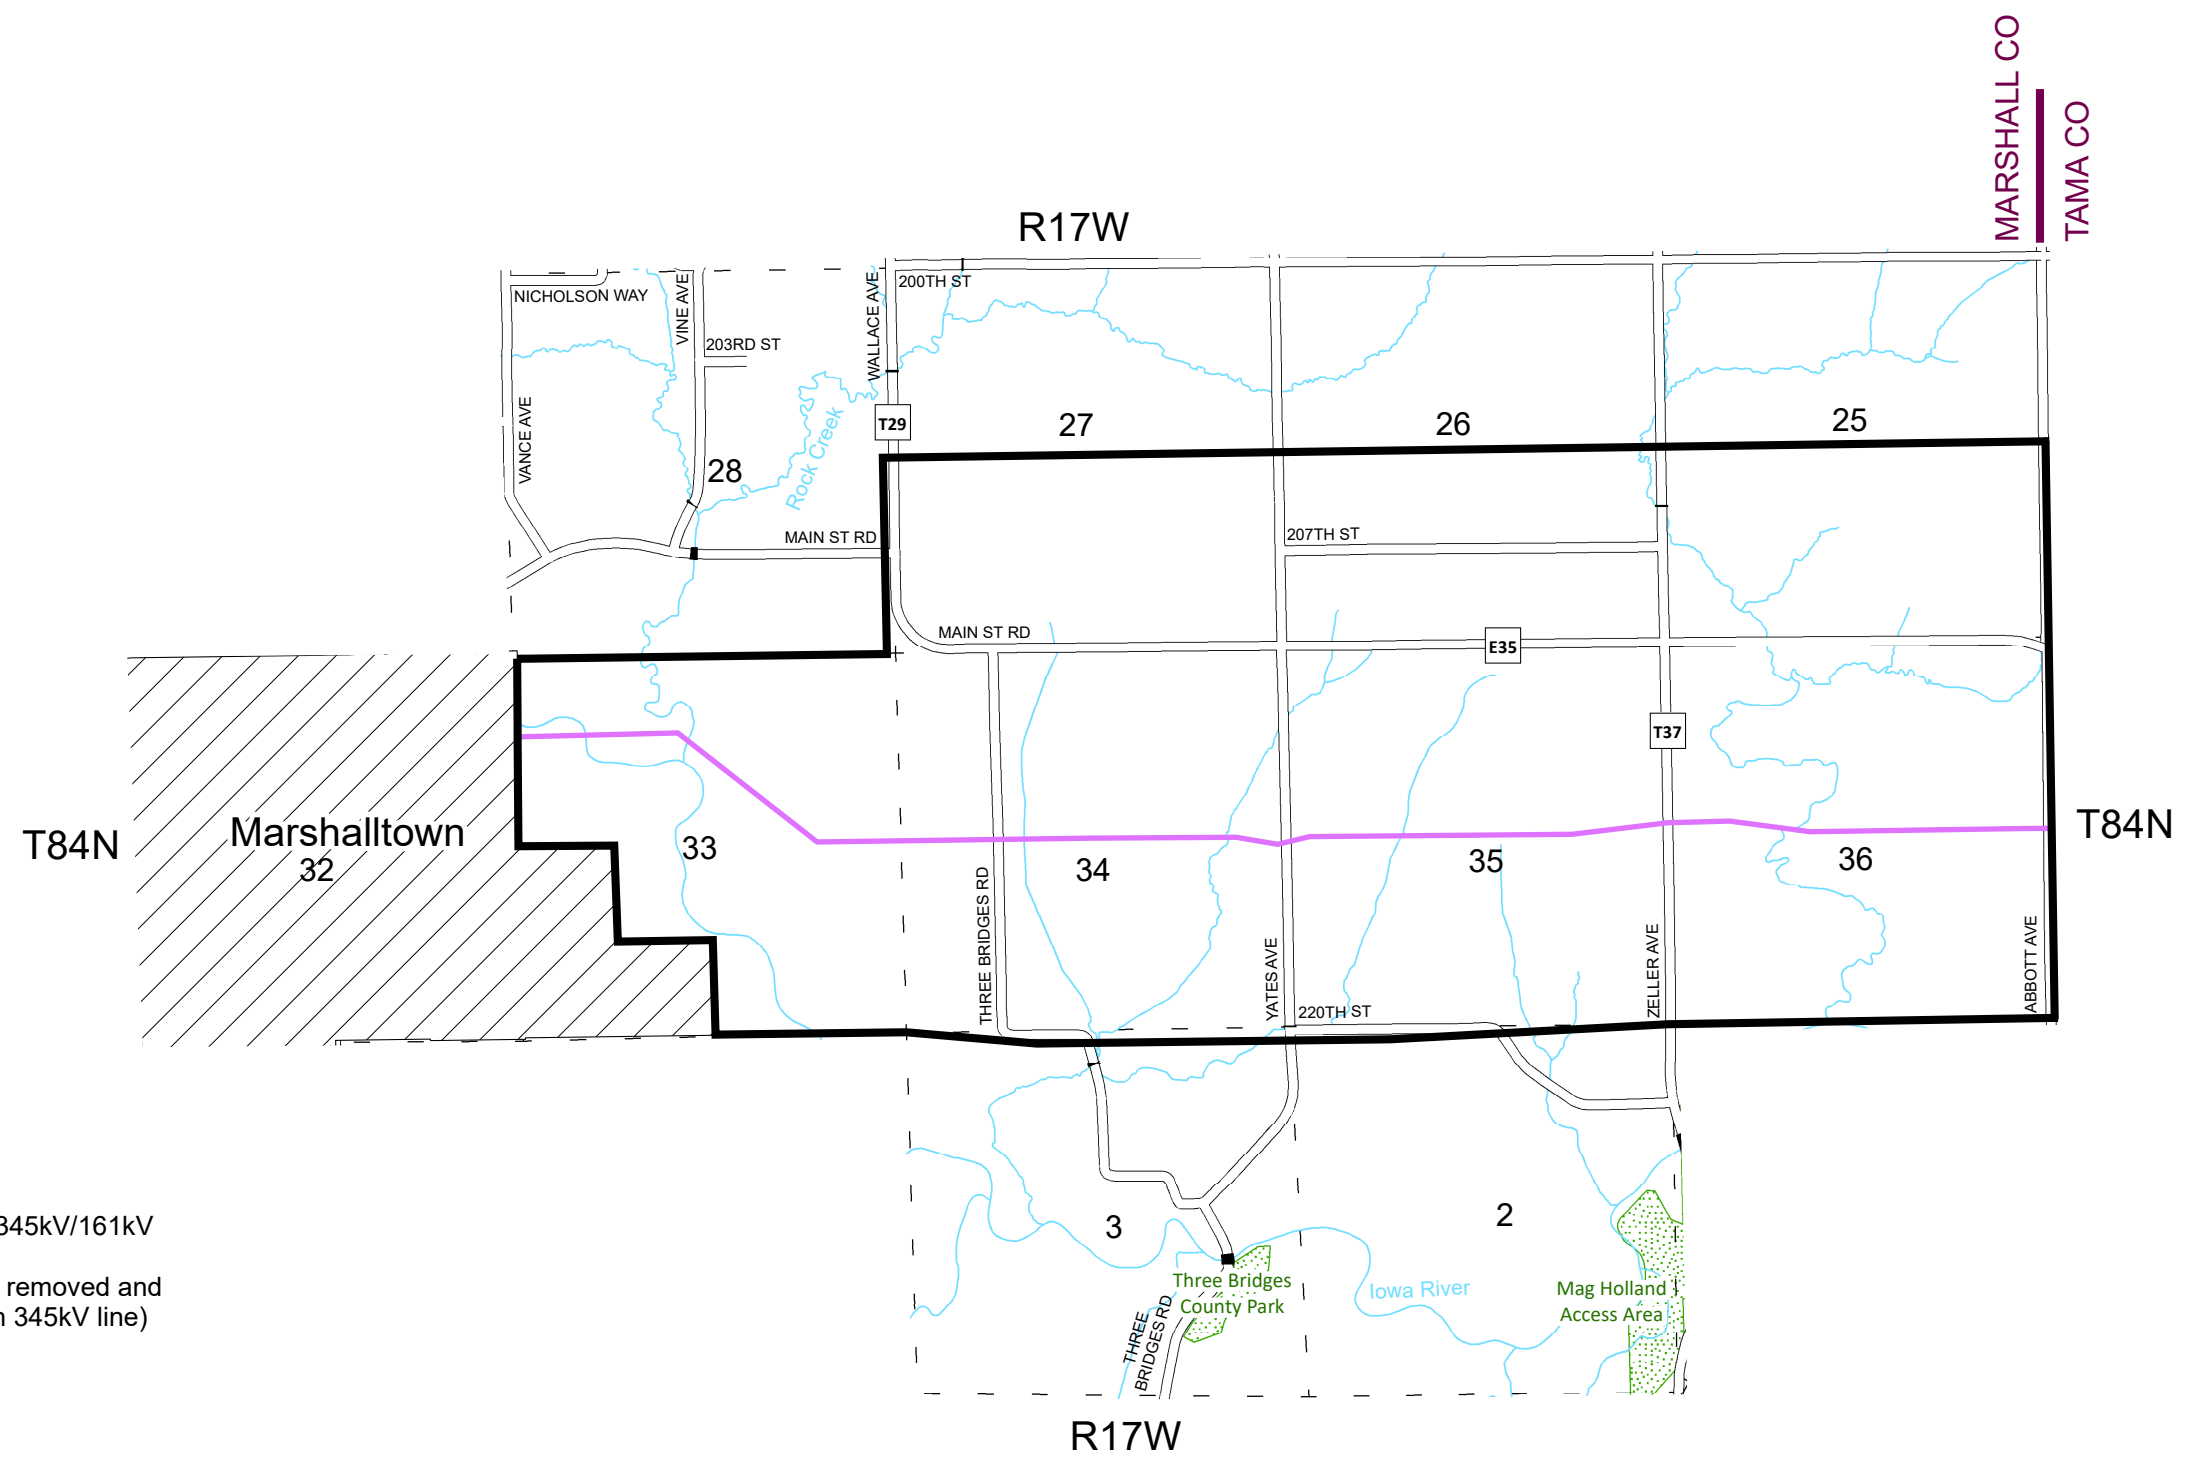 MARSHALL CO
TAMA CO
R17W
NICHOLSON WAY
VINE AVE
WALLACE AVE
200TH ST
203RD ST
VANCE AVE
T29
27
26
25
28
Rock Creek
MAIN ST RD
207TH ST
MAIN ST RD
E35
T37
T84N
Marshalltown
32
33
34
35
36
T84N
THREE BRIDGES RD
YATES AVE
220TH ST
ZELLER AVE
ABBOTT AVE
345kV/161kV
removed and
345kV line)
3
2
Three Bridges
County Park
Iowa River
Mag Holland
Access Area
THREE
BRIDGES RD
R17W